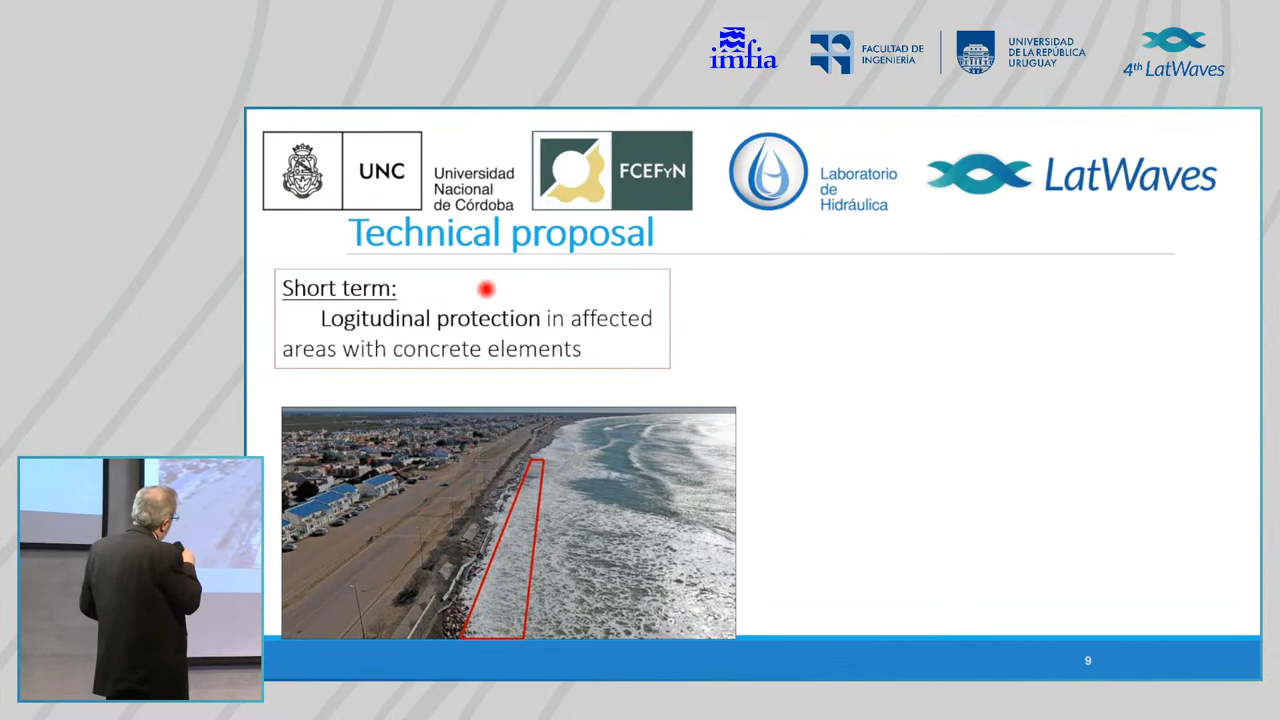 imfia
FACULTAD DE
INGENIERÍA
UNIVERSIDAD
DE LA REPÚBLICA
URUGUAY
4th LatWaves
UNC
Universidad
Nacional
de Córdoba
FCEFyN
Laboratorio
de
Hidráulica
LatWaves
Technical proposal
Short term:
Logitudinal protection in affected
areas with concrete elements
9